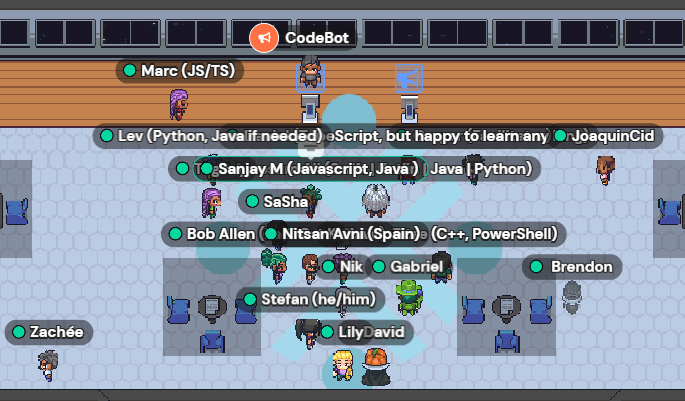 CodeBot
Marc (JS/TS)
Lev (Python, Java if needed) eScript, but happy to learn any JoaquinCid
Sanjay M (Javascript, Java ) Java | Python)
SaSha
Bob Allen ( Nitsan Avni (Spain) (C++, PowerShell)
Nik Gabriel Brendon
Stefan (he/him)
Zachée LilyDavid